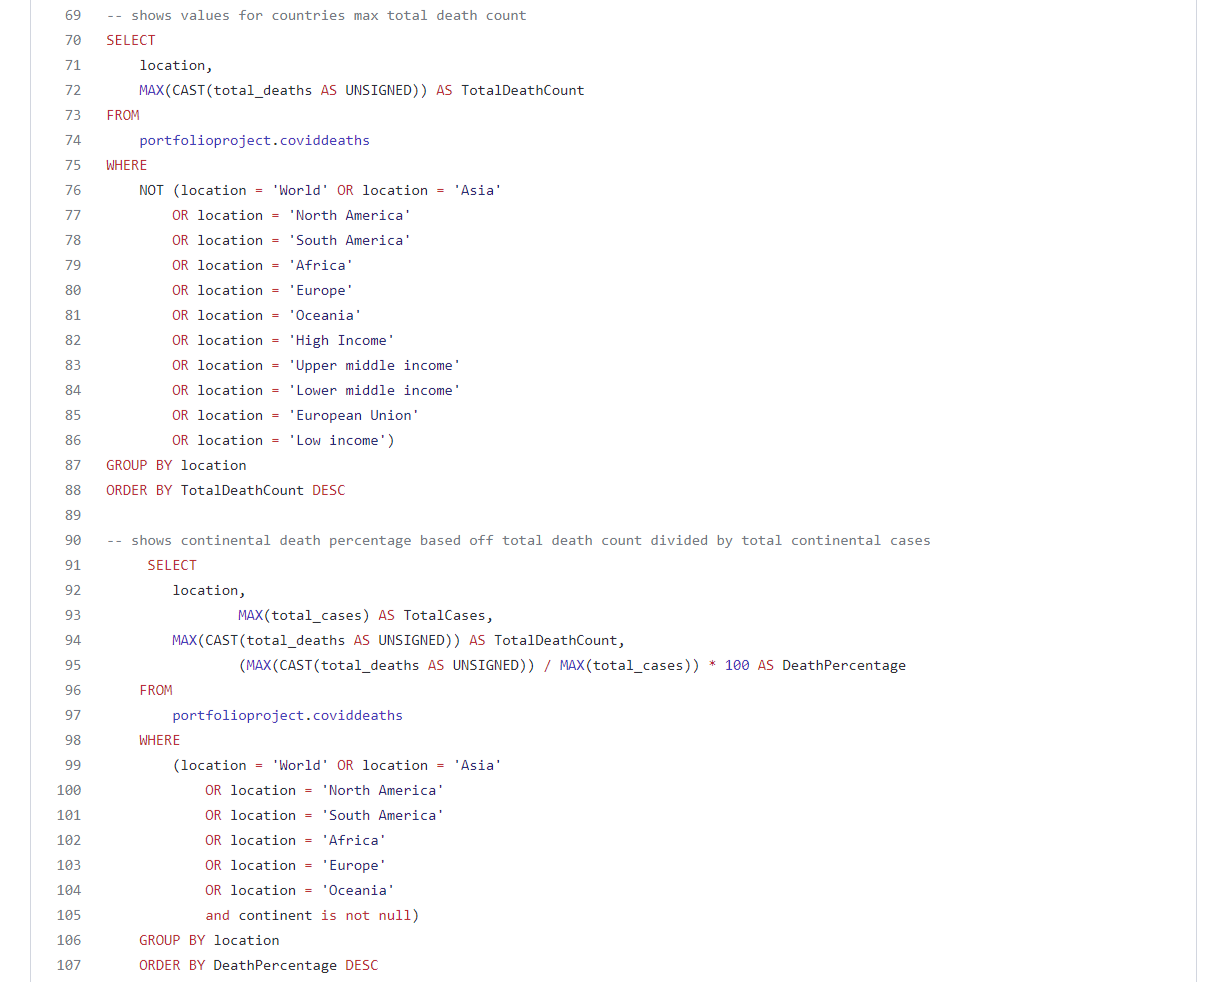 69 -- shows values for countries max total death count
70 SELECT
71 location,
72 MAX(CAST(total_deaths AS UNSIGNED)) AS TotalDeathCount
73 FROM
74 portfolioproject.coviddeaths
75 WHERE
76 NOT (location = 'World' OR location = 'Asia'
77 OR location = 'North America'
78 OR location = 'South America'
79 OR location = 'Africa'
80 OR location = 'Europe'
81 OR location = 'Oceania'
82 OR location = 'High Income'
83 OR location = 'Upper middle income'
84 OR location = 'Lower middle income'
85 OR location = 'European Union'
86 OR location = 'Low income')
87 GROUP BY location
88 ORDER BY TotalDeathCount DESC
89
90 -- shows continental death percentage based off total death count divided by total continental cases
91 SELECT
92 location,
93 MAX(total_cases) AS TotalCases,
94 MAX(CAST(total_deaths AS UNSIGNED)) AS TotalDeathCount,
95 (MAX(CAST(total_deaths AS UNSIGNED)) / MAX(total_cases)) * 100 AS DeathPercentage
96 FROM
97 portfolioproject.coviddeaths
98 WHERE
99 (location = 'World' OR location = 'Asia'
100 OR location = 'North America'
101 OR location = 'South America'
102 OR location = 'Africa'
103 OR location = 'Europe'
104 OR location = 'Oceania'
105 and continent is not null)
106 GROUP BY location
107 ORDER BY DeathPercentage DESC